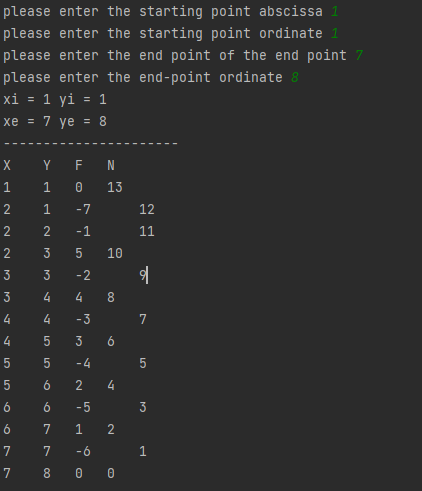 please enter the starting point abscissa 1
please enter the starting point ordinate 1
please enter the end point of the end point 7
please enter the end-point ordinate 8
xi = 1 yi = 1
xe = 7 ye = 8
----------------------
X Y F N
1 1 0 13
2 1 -7 12
2 2 -1 11
2 3 5 10
3 3 -2 9
3 4 4 8
4 4 -3 7
4 5 3 6
5 5 -4 5
5 6 2 4
6 6 -5 3
6 7 1 2
7 7 -6 1
7 8 0 0